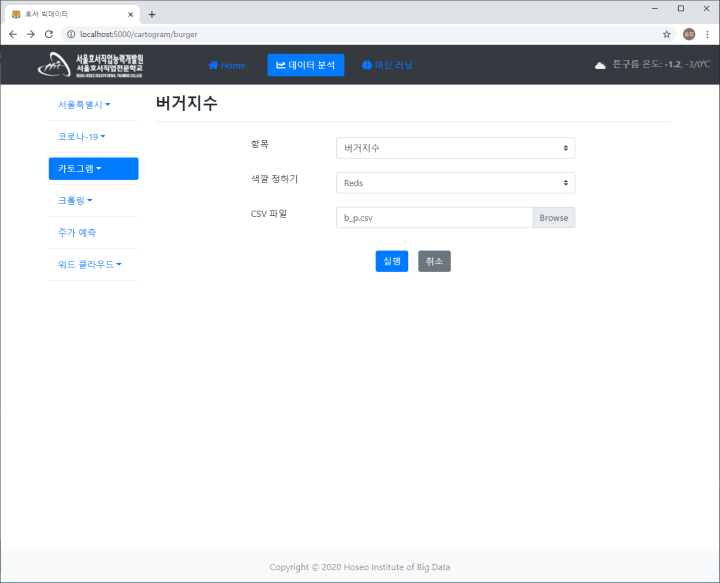 호서 빅데이터
localhost:5000/cartogram/burger
서울호서직업능력개발원
서울호서직업전문학교
SEOUL HOSEO OCCUPATIONAL TRAINING COLLEGE
Home
데이터 분석
머신 러닝
튼구름 온도: -1.2, -3/0℃
서울특별시
코로나-19
카토그램
크롤링
주가 예측
워드 클라우드
버거지수
항목
버거지수
색깔 정하기
Reds
CSV 파일
b_p.csv
Browse
실행
취소
Copyright © 2020 Hoseo Institute of Big Data